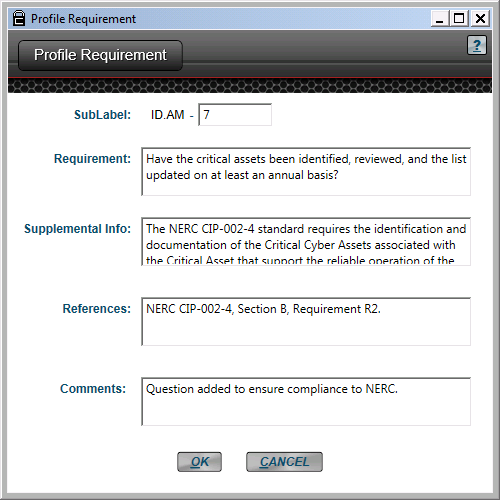 Profile Requirement
Profile Requirement
?
SubLabel: ID.AM - 7
Requirement: Have the critical assets been identified, reviewed, and the list
updated on at least an annual basis?
Supplemental Info: The NERC CIP-002-4 standard requires the identification and
documentation of the Critical Cyber Assets associated with
the Critical Asset that support the reliable operation of the
References: NERC CIP-002-4, Section B, Requirement R2.
Comments: Question added to ensure compliance to NERC.
OK CANCEL